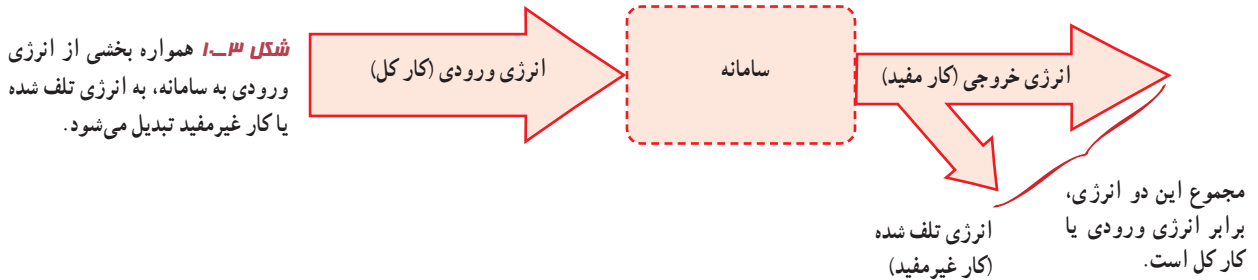 شکل ۳ـ۱۰ همواره بخشی از انرژی
ورودی به سامانه، به انرژی تلف شده
یا کار غیرمفید تبدیل می‌شود.
انرژی ورودی (کار کل)
سامانه
انرژی خروجی (کار مفید)
انرژی تلف شده
(کار غیرمفید)
مجموع این دو انرژی،
برابر انرژی ورودی یا
کار کل است.